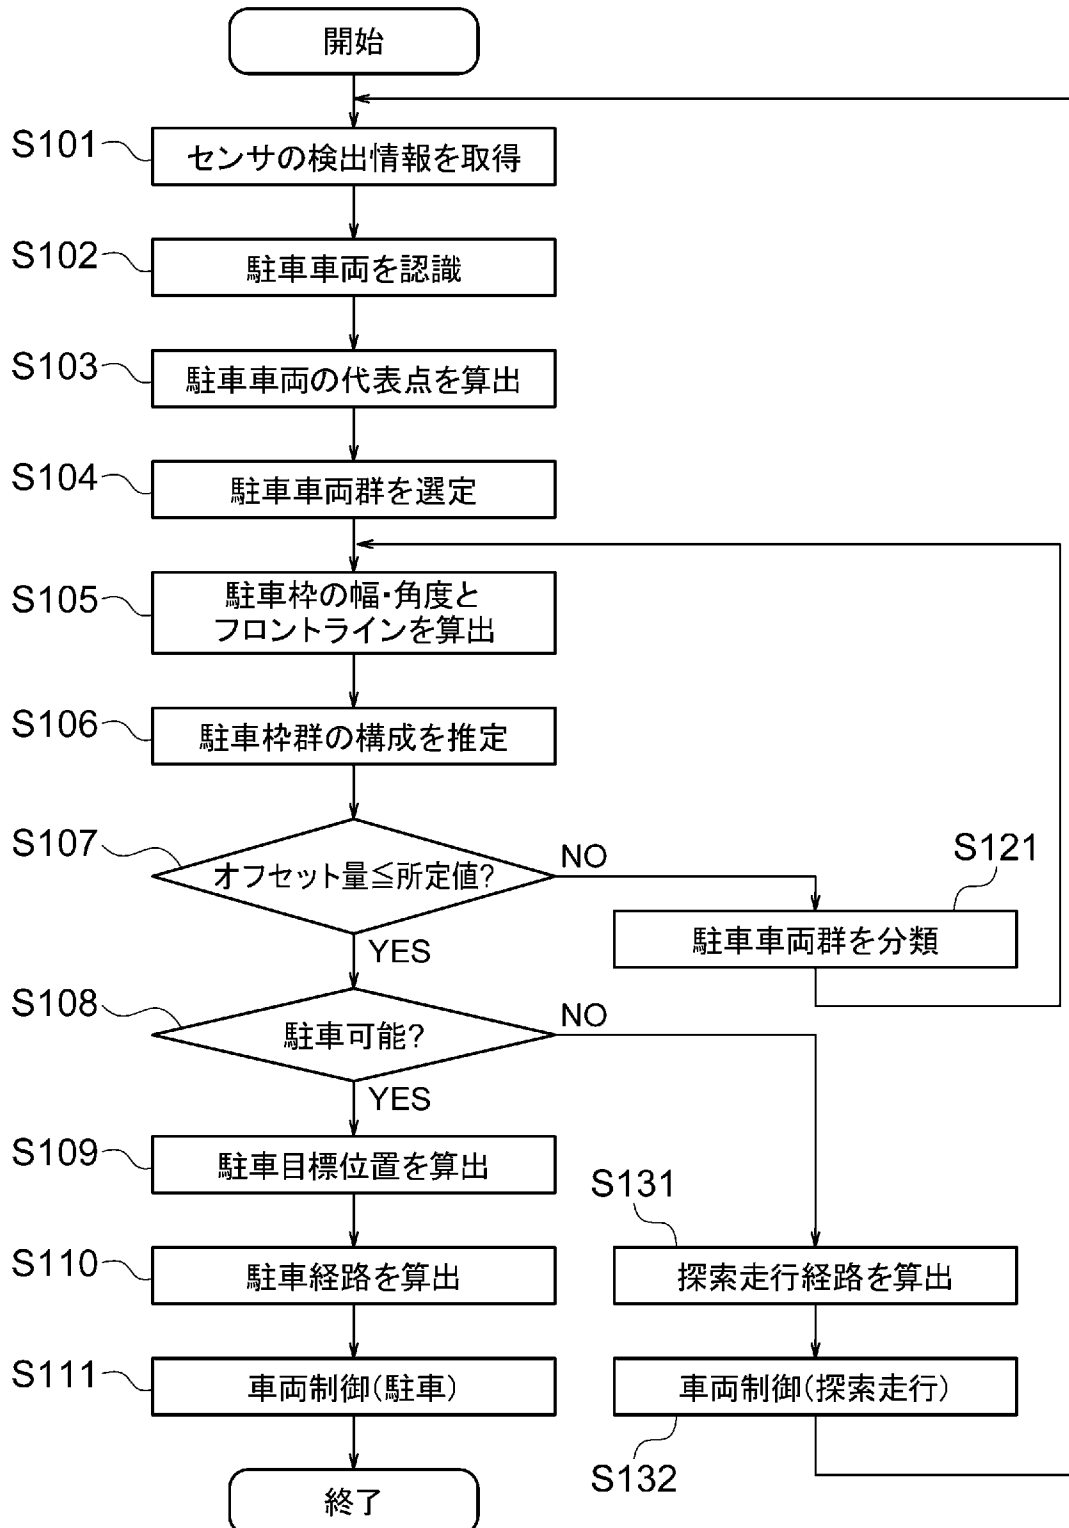 開始
S101
センサの検出情報を取得
S102
駐車車両を認識
S103
駐車車両の代表点を算出
S104
駐車車両群を選定
S105
駐車枠の幅・角度と
フロントラインを算出
S106
駐車枠群の構成を推定
S107
オフセット量≦所定値?
NO
YES
S121
駐車車両群を分類
S108
駐車可能?
NO
YES
S109
駐車目標位置を算出
S131
S110
駐車経路を算出
探索走行経路を算出
S111
車両制御(駐車)
車両制御(探索走行)
S132
終了